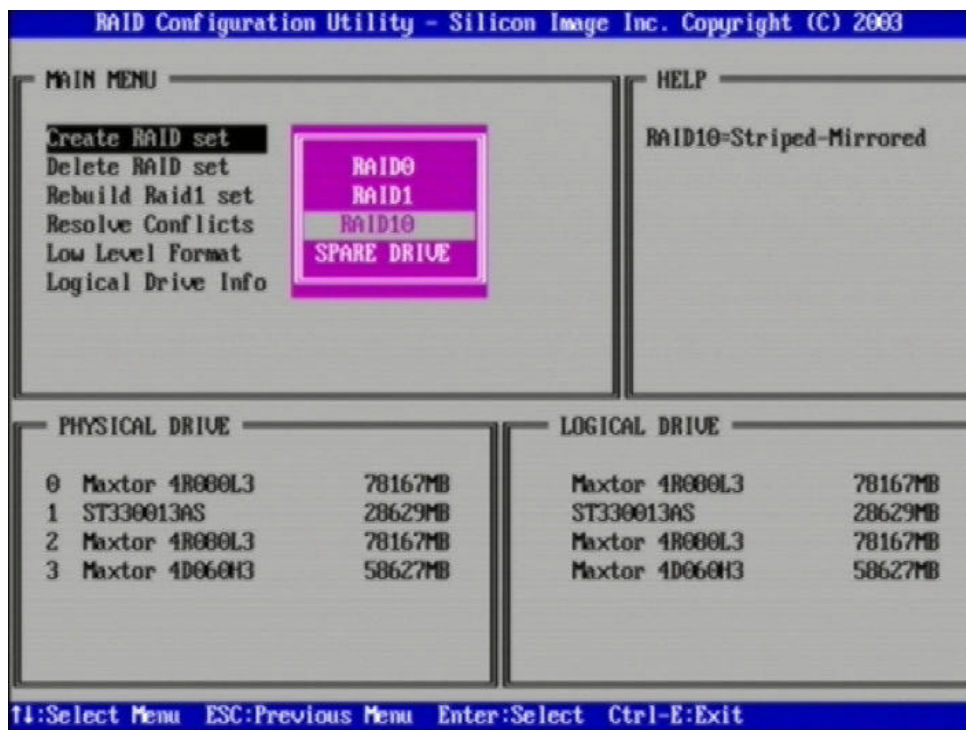 RAID Configuration Utility - Silicon Image Inc. Copyright (C) 2003
MAIN MENU
Create RAID set
Delete RAID set
Rebuild Raid1 set
Resolve Conflicts
Low Level Format
Logical Drive Info
RAID0
RAID1
RAID10
SPARE DRIVE
HELP
RAID10=Striped-Mirrored
PHYSICAL DRIVE
0 Maxtor 4R080L3 78167MB
1 ST330013AS 28629MB
2 Maxtor 4R080L3 78167MB
3 Maxtor 4D060H3 58627MB
LOGICAL DRIVE
Maxtor 4R080L3 78167MB
ST330013AS 28629MB
Maxtor 4R080L3 78167MB
Maxtor 4D060H3 58627MB
↑↓:Select Menu ESC:Previous Menu Enter:Select Ctrl-E:Exit